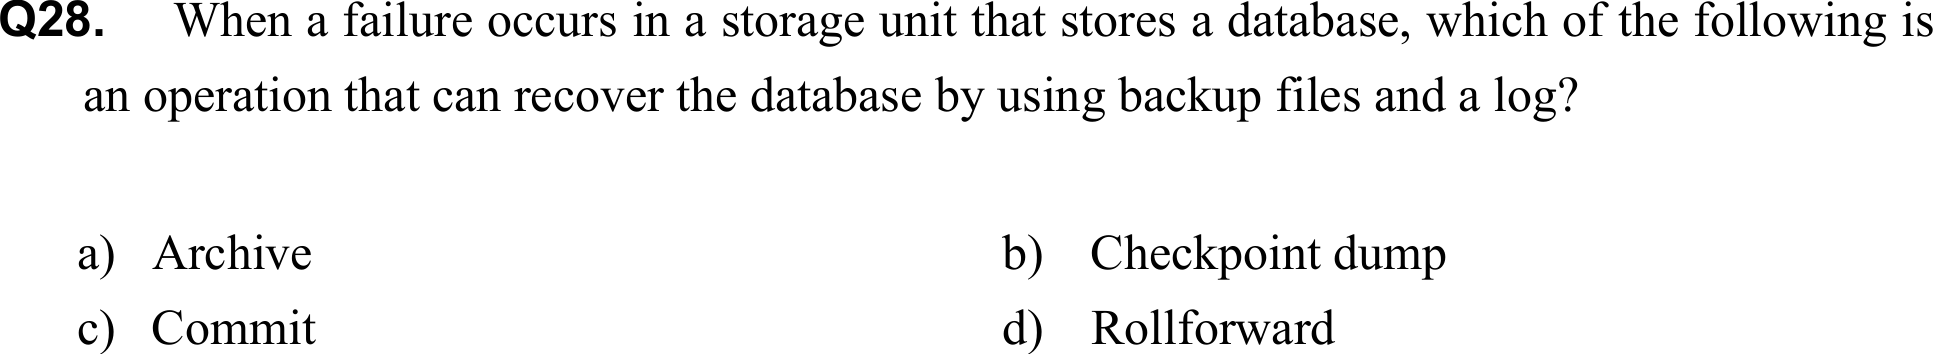 Q28. When a failure occurs in a storage unit that stores a database, which of the following is
an operation that can recover the database by using backup files and a log?
a) Archive b) Checkpoint dump
c) Commit d) Rollforward